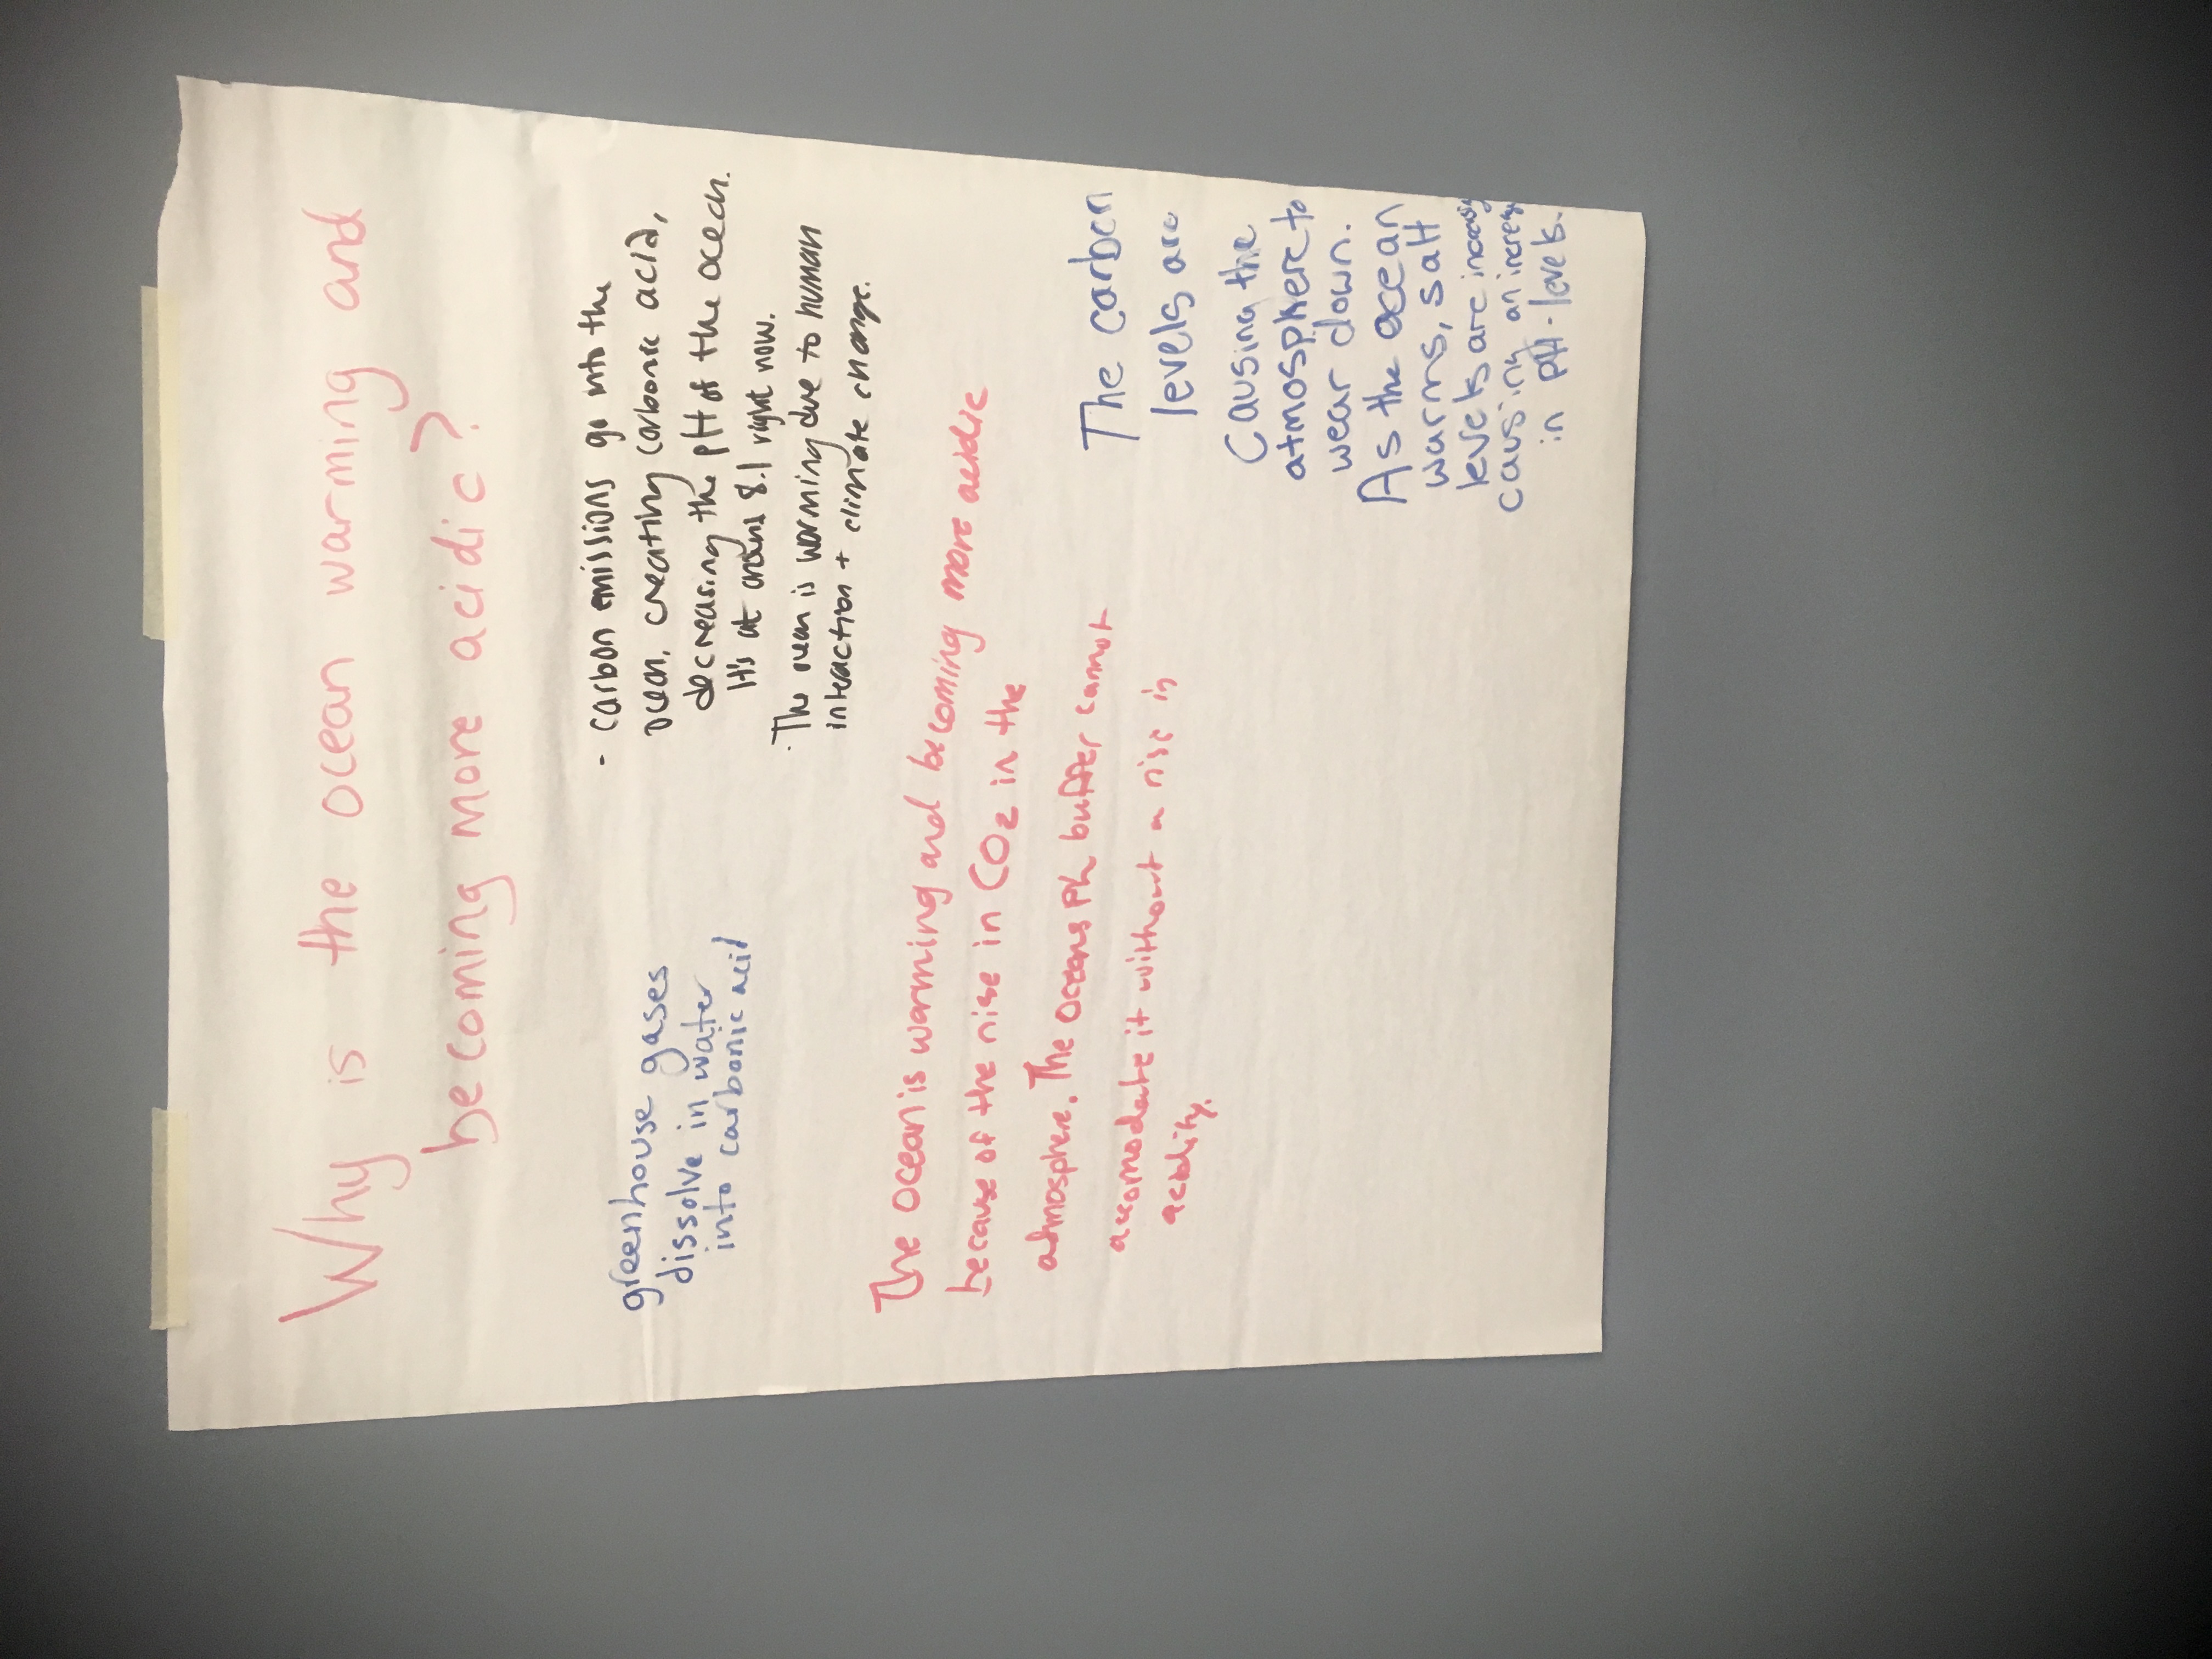 Why is the ocean warming and
becoming more acidic?
greenhouse gases
dissolve in water
into carbonic acid
- carbon emissions go into the
ocean, creating carbonic acid,
decreasing the pH of the ocean.
It's at around 8.1 right now.
· The ocean is warming due to human
interaction + climate change.
The ocean is warming and becoming more acidic
because of the rise in CO2 in the
atmosphere. The oceans Ph buffer cannot
accomodate it without a rise in
acidity.
The carbon
levels are
causing the
atmosphere to
wear down.
As the ocean
warms, salt
levels are increasing
causing an increase
in PH-levels.